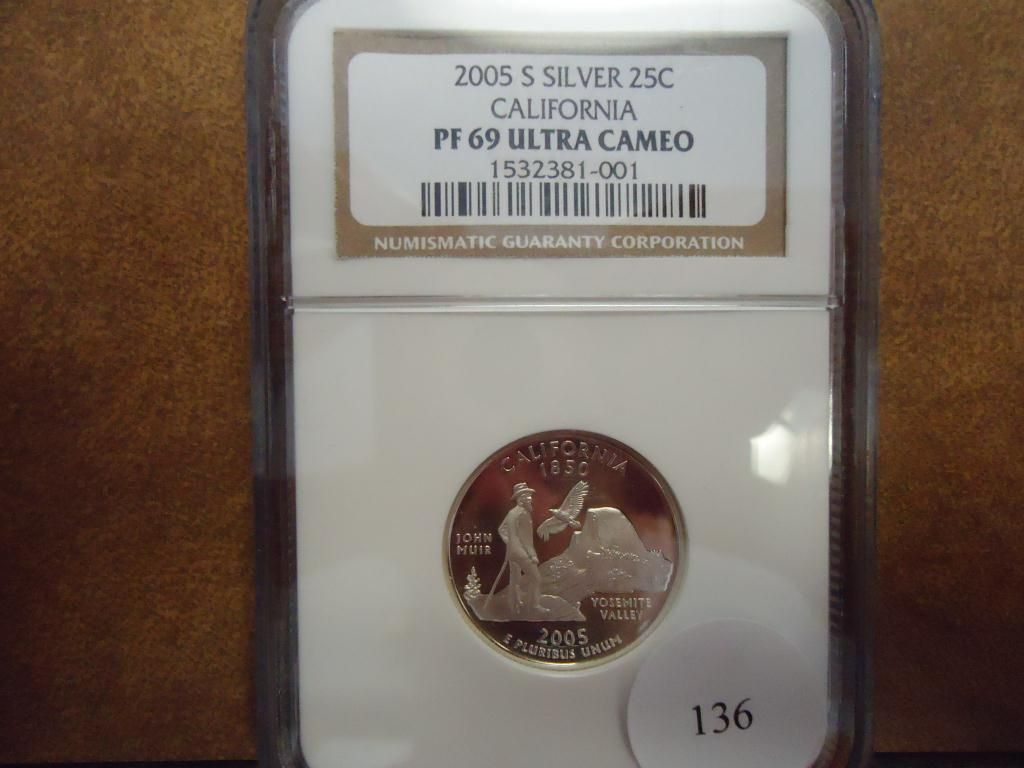 2005 S SILVER 25C
CALIFORNIA
PF 69 ULTRA CAMEO
1532381-001
NUMISMATIC GUARANTY CORPORATION
CALIFORNIA
1850
JOHN
MUIR
YOSEMITE
VALLEY
2005
E PLURIBUS UNUM
136